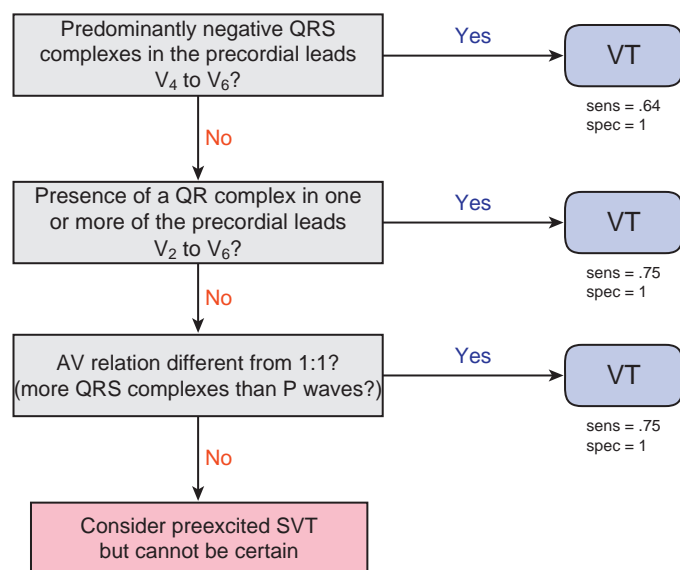 Predominantly negative QRS
complexes in the precordial leads
V₄ to V₆?
Yes
VT
sens = .64
spec = 1
No
Presence of a QR complex in one
or more of the precordial leads
V₂ to V₆?
Yes
VT
sens = .75
spec = 1
No
AV relation different from 1:1?
(more QRS complexes than P waves?)
Yes
VT
sens = .75
spec = 1
No
Consider preexcited SVT
but cannot be certain